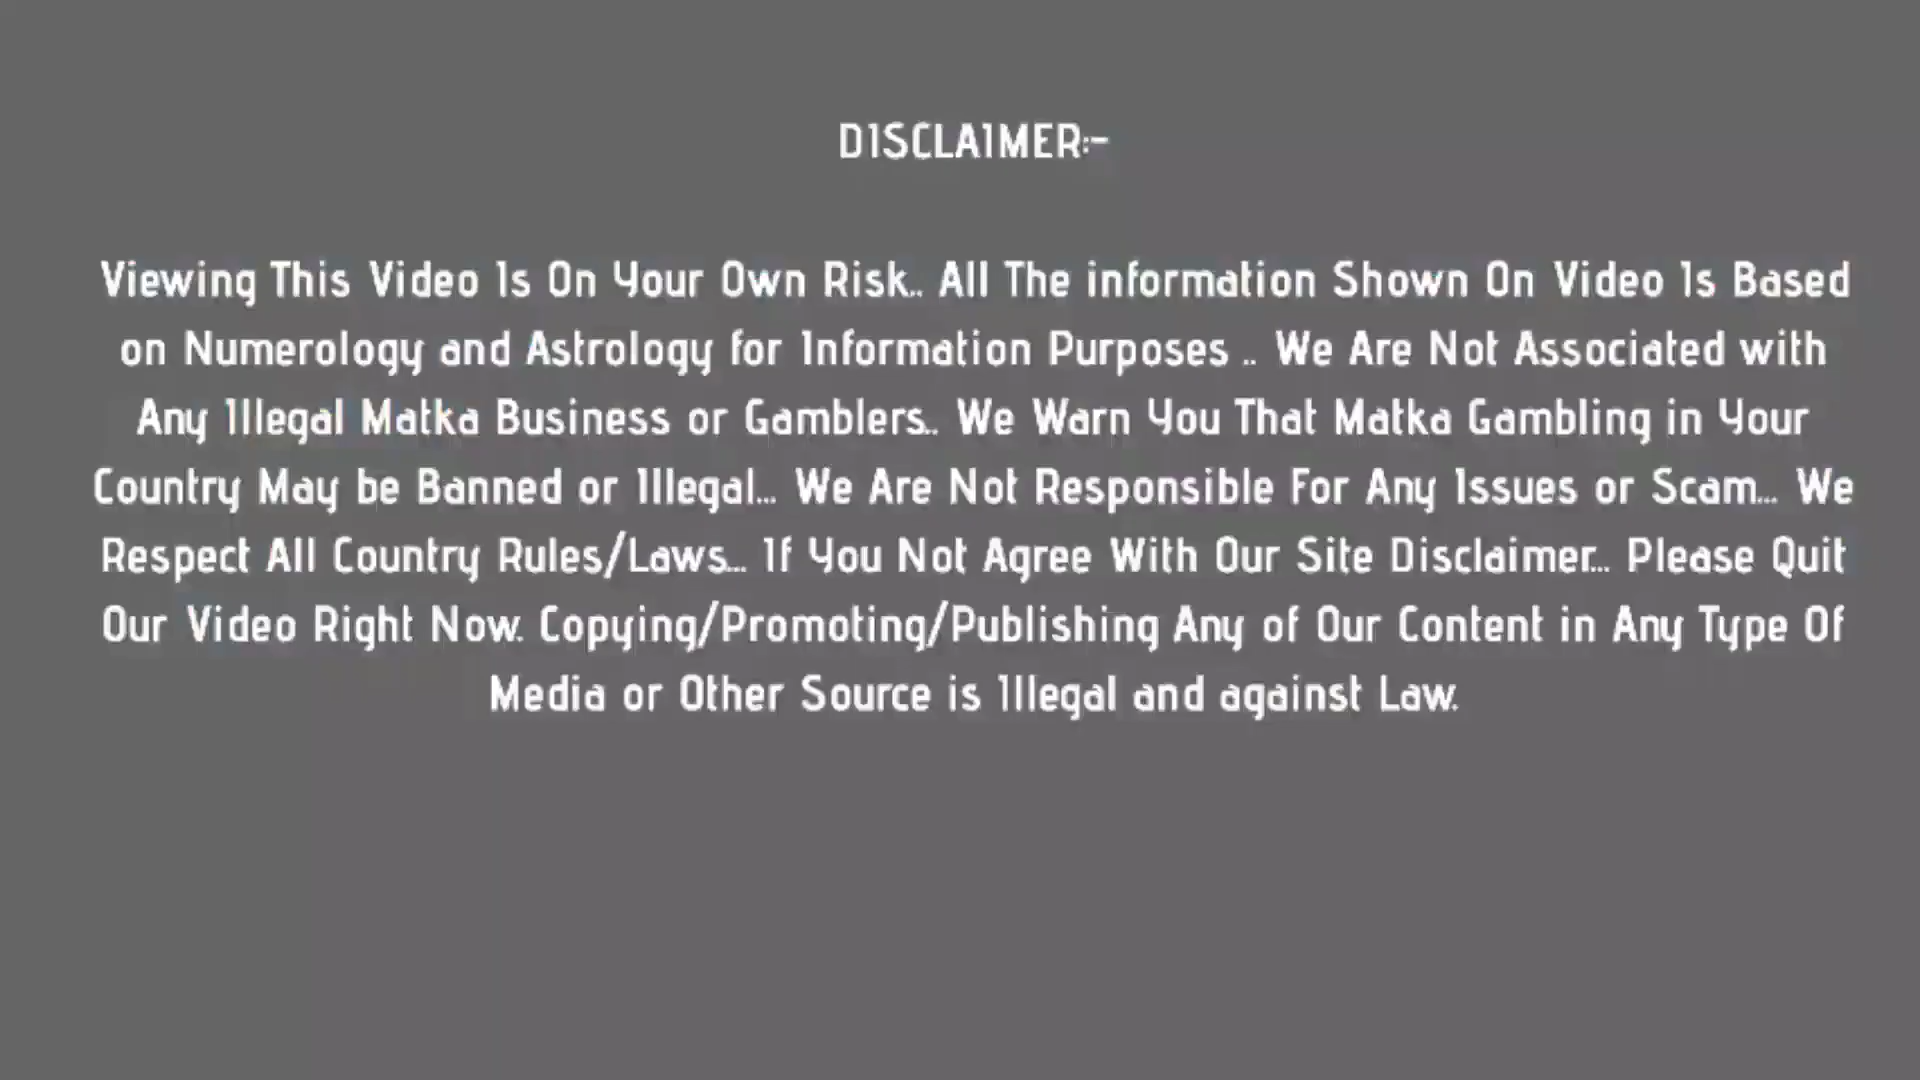 DISCLAIMER:-
Viewing This Video Is On Your Own Risk.. All The information Shown On Video Is Based
on Numerology and Astrology for Information Purposes .. We Are Not Associated with
Any Illegal Matka Business or Gamblers.. We Warn You That Matka Gambling in Your
Country May be Banned or Illegal... We Are Not Responsible For Any Issues or Scam... We
Respect All Country Rules/Laws... If You Not Agree With Our Site Disclaimer... Please Quit
Our Video Right Now. Copying/Promoting/Publishing Any of Our Content in Any Type Of
Media or Other Source is Illegal and against Law.